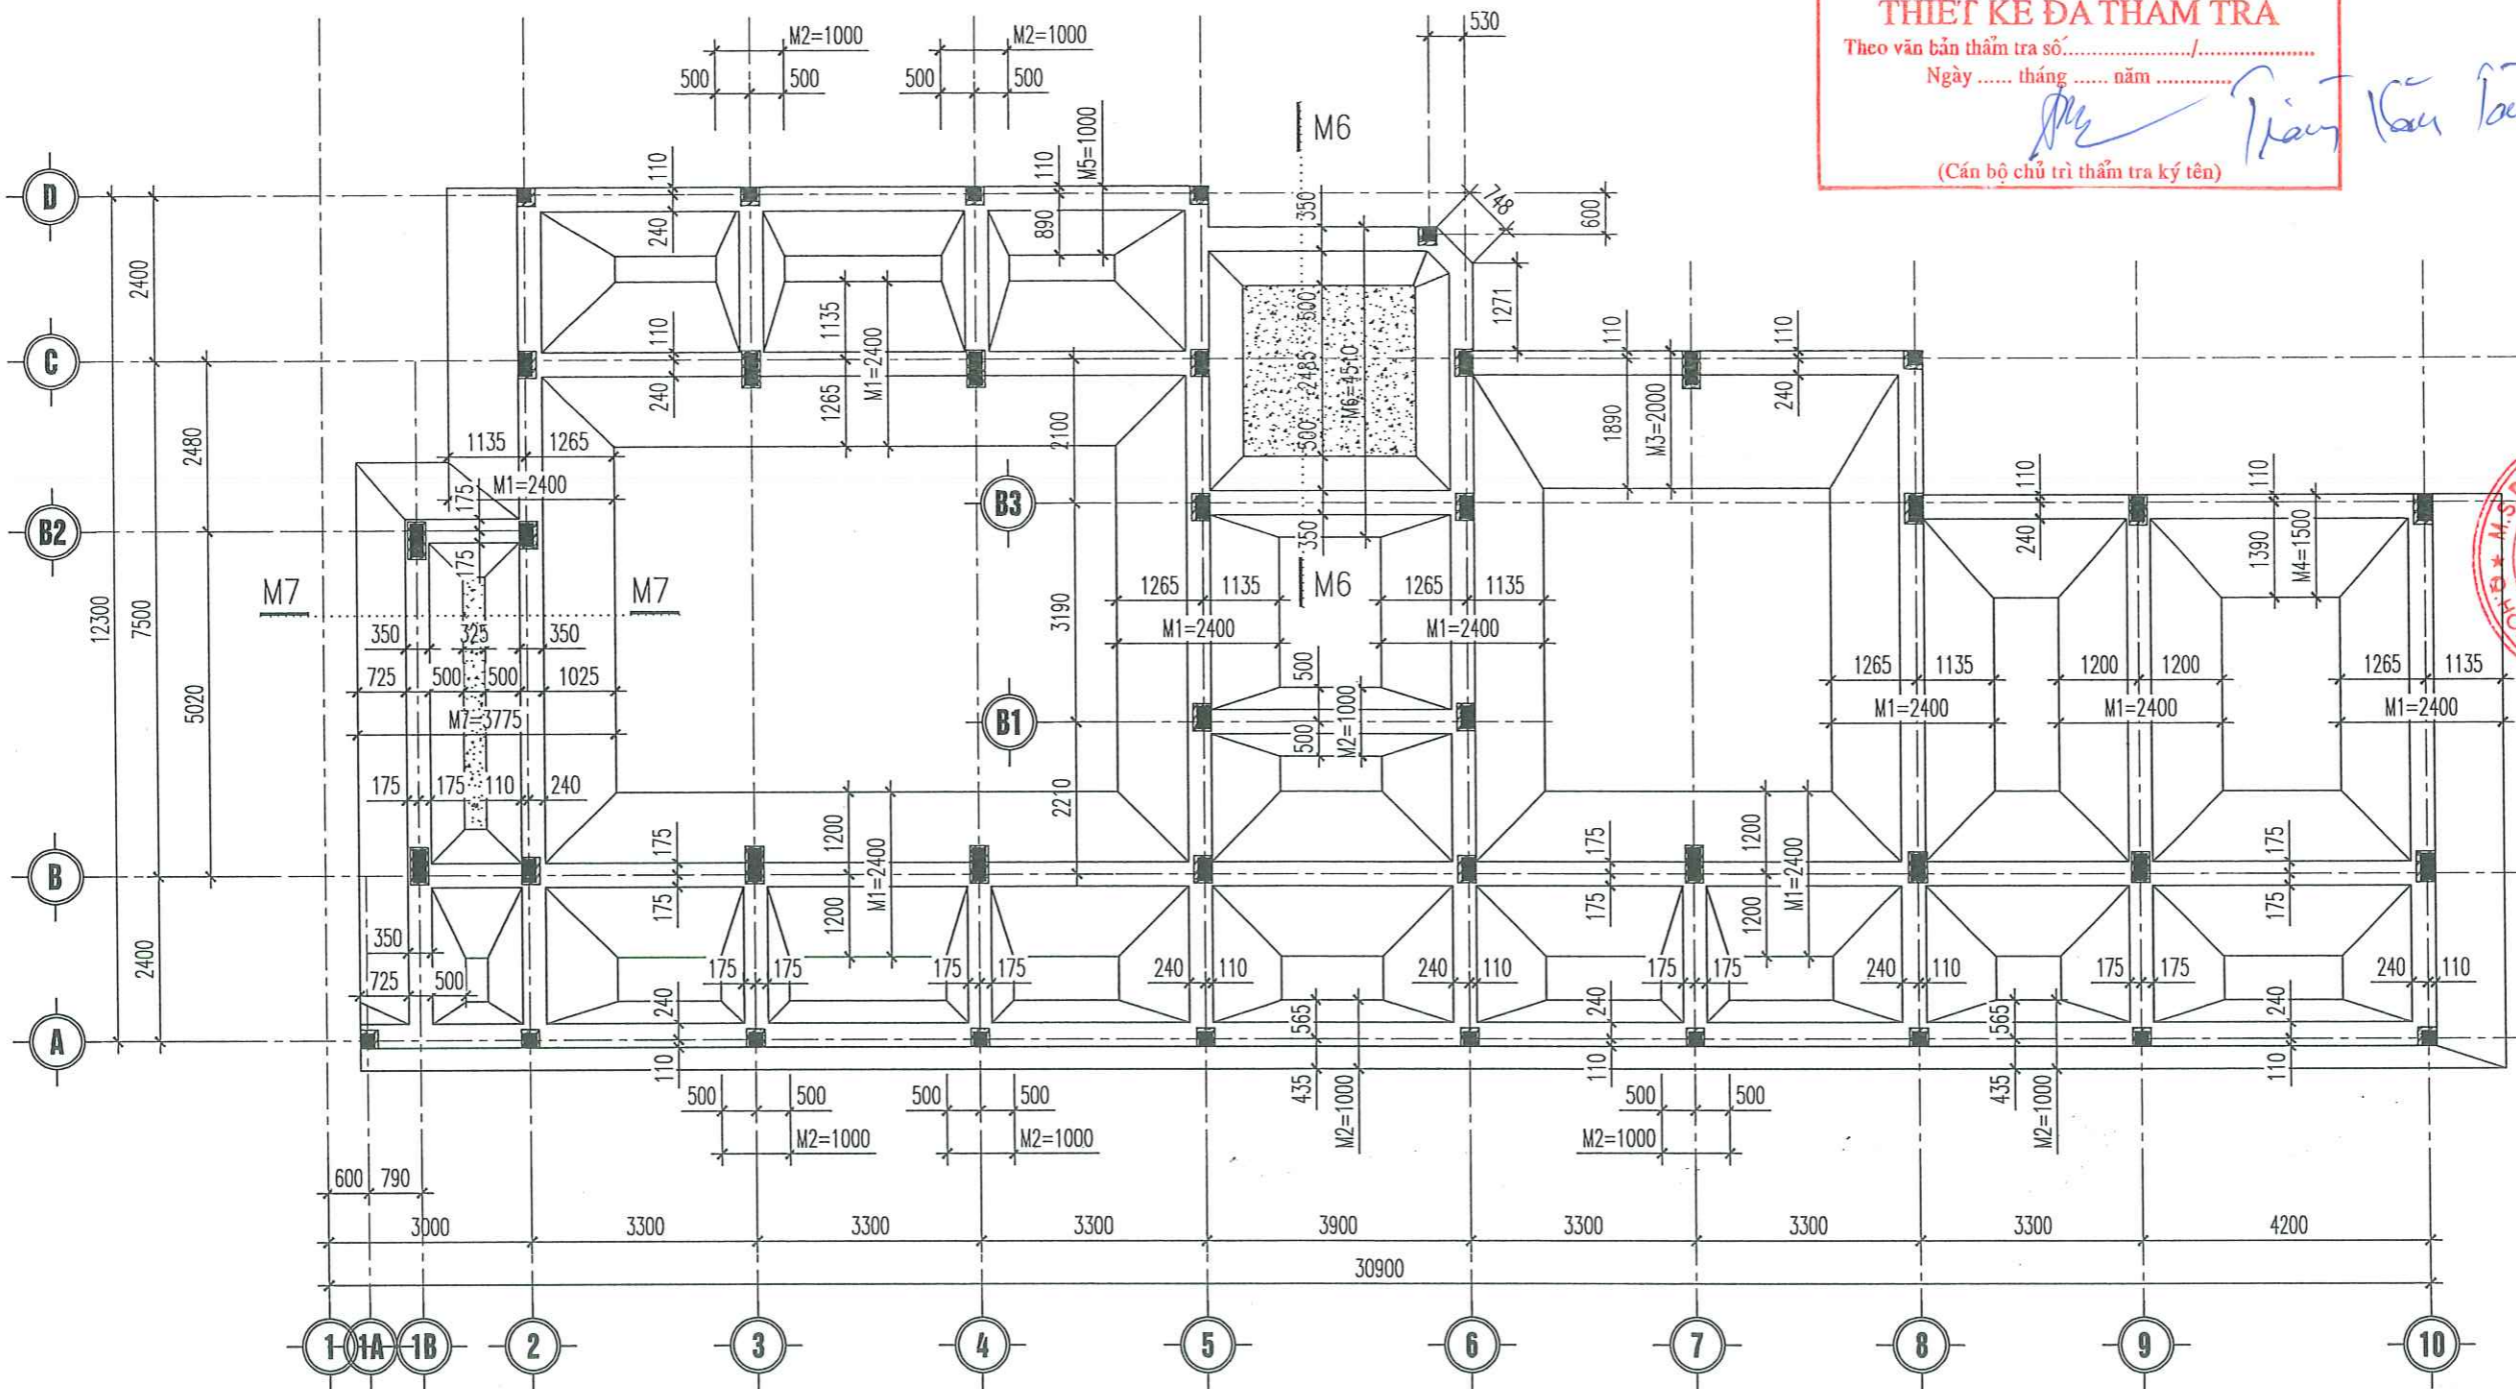 THIẾT KẾ ĐÃ THẨM TRA
Theo văn bản thẩm tra số...................../...................
Ngày ...... tháng ...... năm ............
(Cán bộ chủ trì thẩm tra ký tên)
M2=1000 M2=1000 530
500 500 500 500
M6
110 110 M5=1000
D
240 890 350 748 600
2400
1135 110 M1=2400 500 1271 110 110
C
240 1265 2485 M6=4510 1890 M3=2000 240
2480 1135 1265 2100 500
M1=2400 175 110 110
B3
B2
175 350 240 1390 M4=1500
M7 M7 M6
12300 7500
1265 1135 1265 1135
350 325 350 3190 M1=2400 M1=2400
725 500 500 1025 500 1265 1135 1200 1200 1265 1135
5020 M7=3775 M2=1000 M1=2400 M1=2400 M1=2400
B1
500
175 175 110 240 2210
175 1200 M1=2400 175 1200 M1=2400 175
B
175 1200 175 1200 175
2400 350
725 500 175 175 175 175 240 110 240 110 175 175 240 110 175 175 240 110
240 565 240 565 240
A
110 435 M2=1000 110 435 M2=1000 110
500 500 500 500 500 500
M2=1000 M2=1000 M2=1000
600 790
3000 3300 3300 3300 3900 3300 3300 3300 4200
30900
1 1A 1B 2 3 4 5 6 7 8 9 10